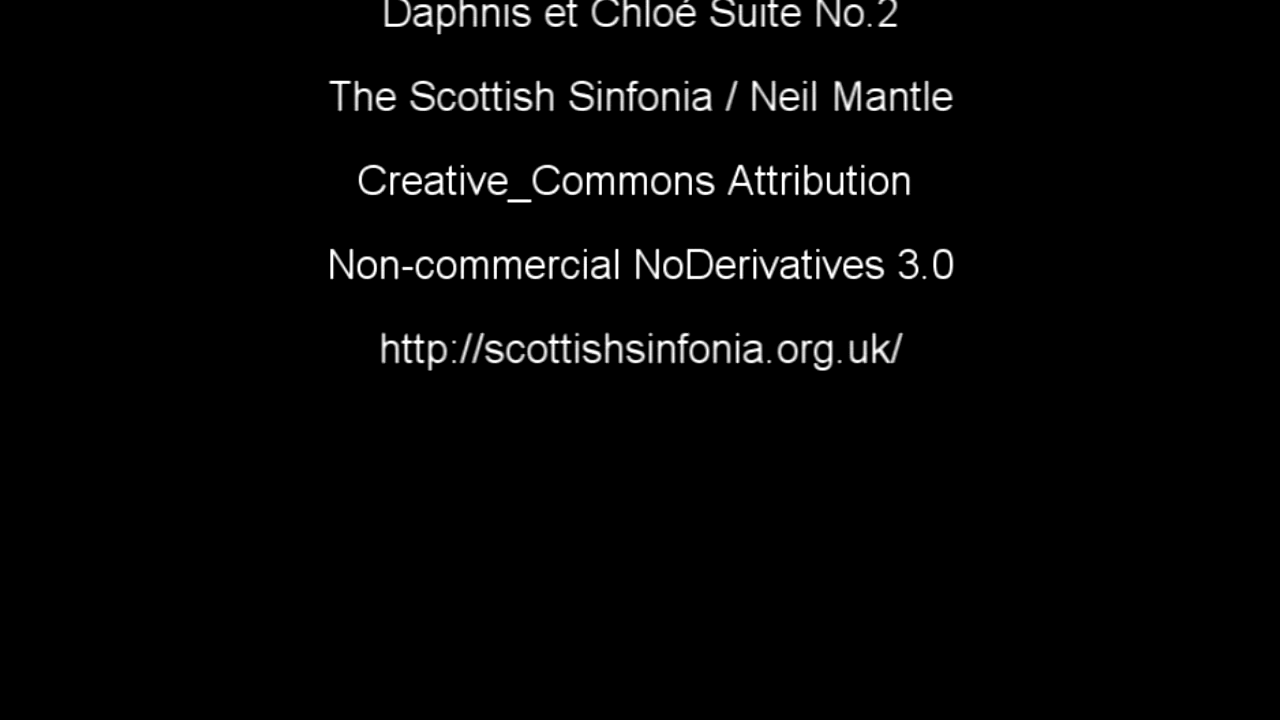 Daphnis et Chloé Suite No.2
The Scottish Sinfonia / Neil Mantle
Creative_Commons Attribution
Non-commercial NoDerivatives 3.0
http://scottishsinfonia.org.uk/